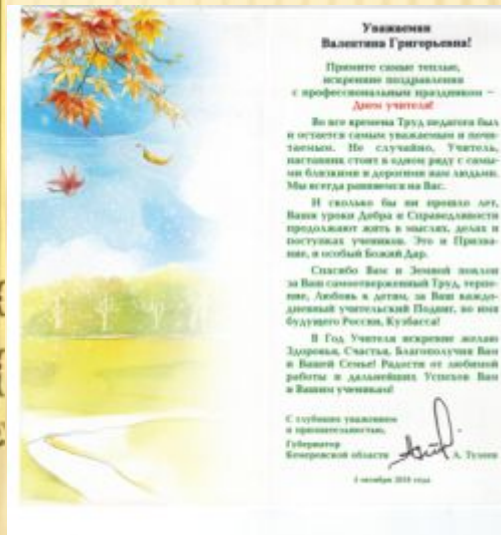 Уважаемая
Валентина Григорьевна!
Примите самые теплые,
искренние поздравления
с профессиональным праздником –
Днем учителя!
Во все времена Труд педагога был
и остается самым уважаемым и почи-
таемым. Не случайно, Учитель,
наставник стоит в одном ряду с самы-
ми близкими и дорогими нам людьми.
Мы всегда равняемся на Вас.
И сколько бы ни прошло лет,
Ваши уроки Добра и Справедливости
продолжают жить в мыслях, делах и
поступках учеников. Это и Призва-
ние, и особый Божий Дар.
Спасибо Вам и Земной поклон
за Ваш самоотверженный Труд, терпе-
ние, Любовь к детям, за Ваш каждо-
дневный учительский Подвиг, во имя
будущего России, Кузбасса!
В Год Учителя искренне желаю
Здоровья, Счастья, Благополучия Вам
и Вашей Семье! Радости от любимой
работы и дальнейших Успехов Вам
и Вашим ученикам!
С глубоким уважением
и признательностью,
Губернатор
Кемеровской области А. Тулеев
4 октября 2010 года